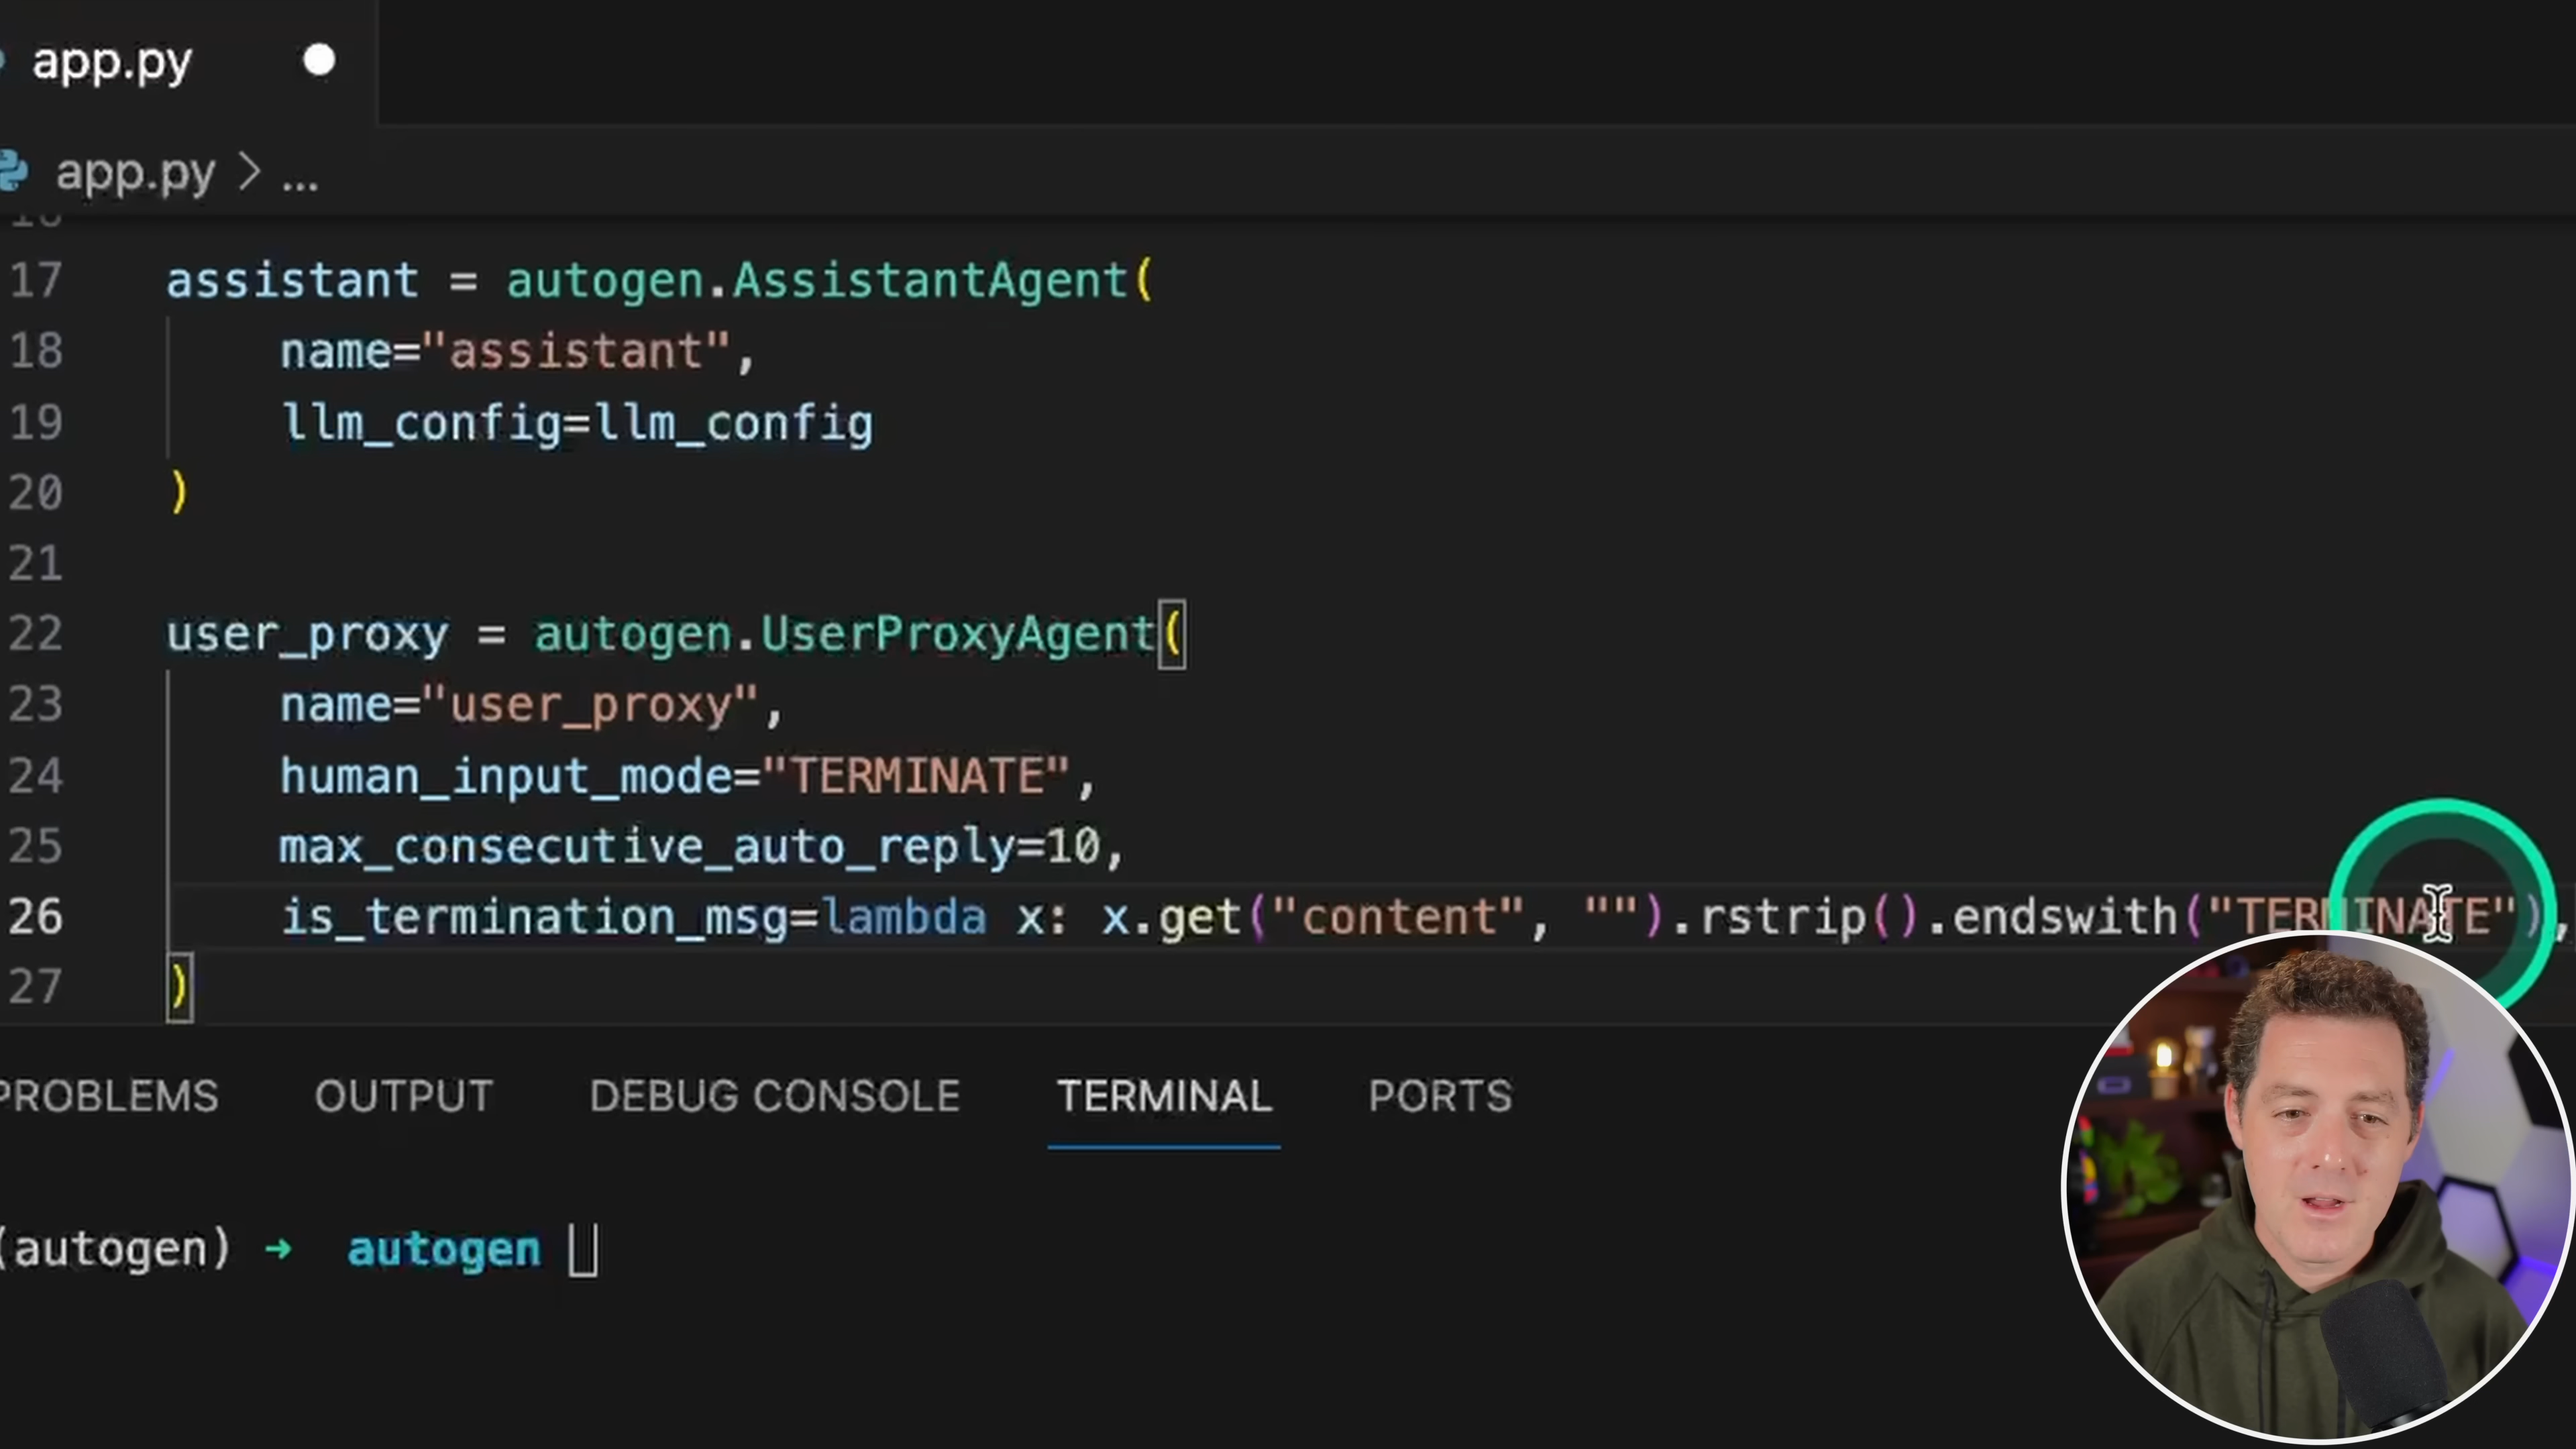 app.py
app.py > ...
16
17 assistant = autogen.AssistantAgent(
18 name="assistant",
19 llm_config=llm_config
20 )
21
22 user_proxy = autogen.UserProxyAgent(
23 name="user_proxy",
24 human_input_mode="TERMINATE",
25 max_consecutive_auto_reply=10,
26 is_termination_msg=lambda x: x.get("content", "").rstrip().endswith("TERMINATE"),
27 )
PROBLEMS OUTPUT DEBUG CONSOLE TERMINAL PORTS
(autogen) → autogen